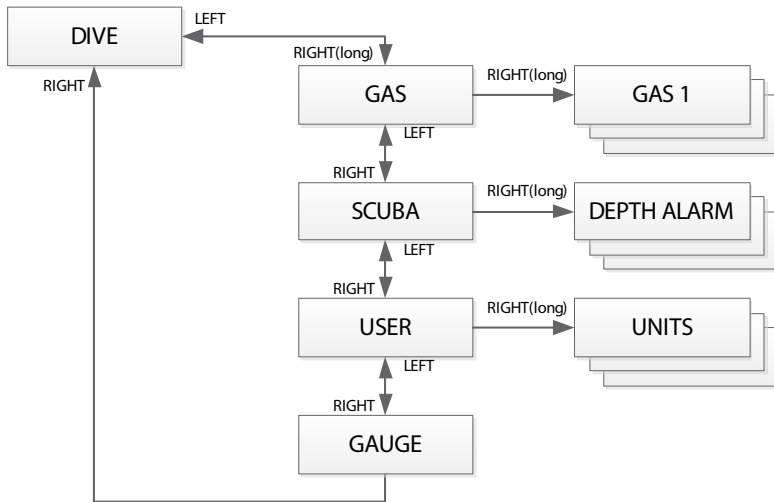 DIVE
LEFT
RIGHT
RIGHT(long)
GAS
RIGHT(long)
GAS 1
LEFT
RIGHT
SCUBA
RIGHT(long)
DEPTH ALARM
LEFT
RIGHT
USER
RIGHT(long)
UNITS
LEFT
RIGHT
GAUGE